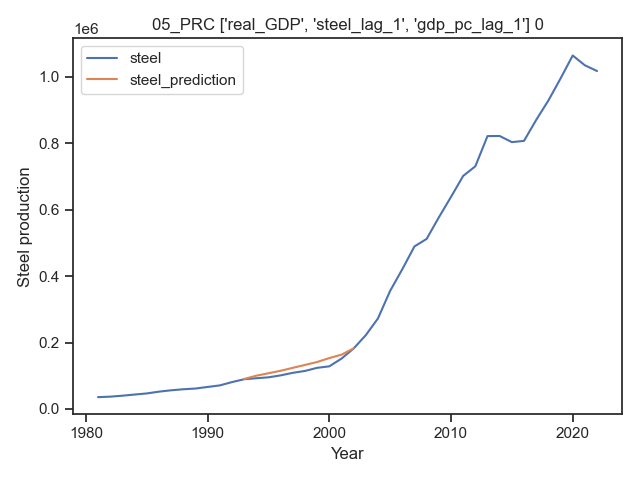 05_PRC ['real_GDP', 'steel_lag_1', 'gdp_pc_lag_1'] 0
1e6
steel
steel_prediction
1.0
0.8
0.6
0.4
0.2
0.0
Steel production
1980
1990
2000
2010
2020
Year